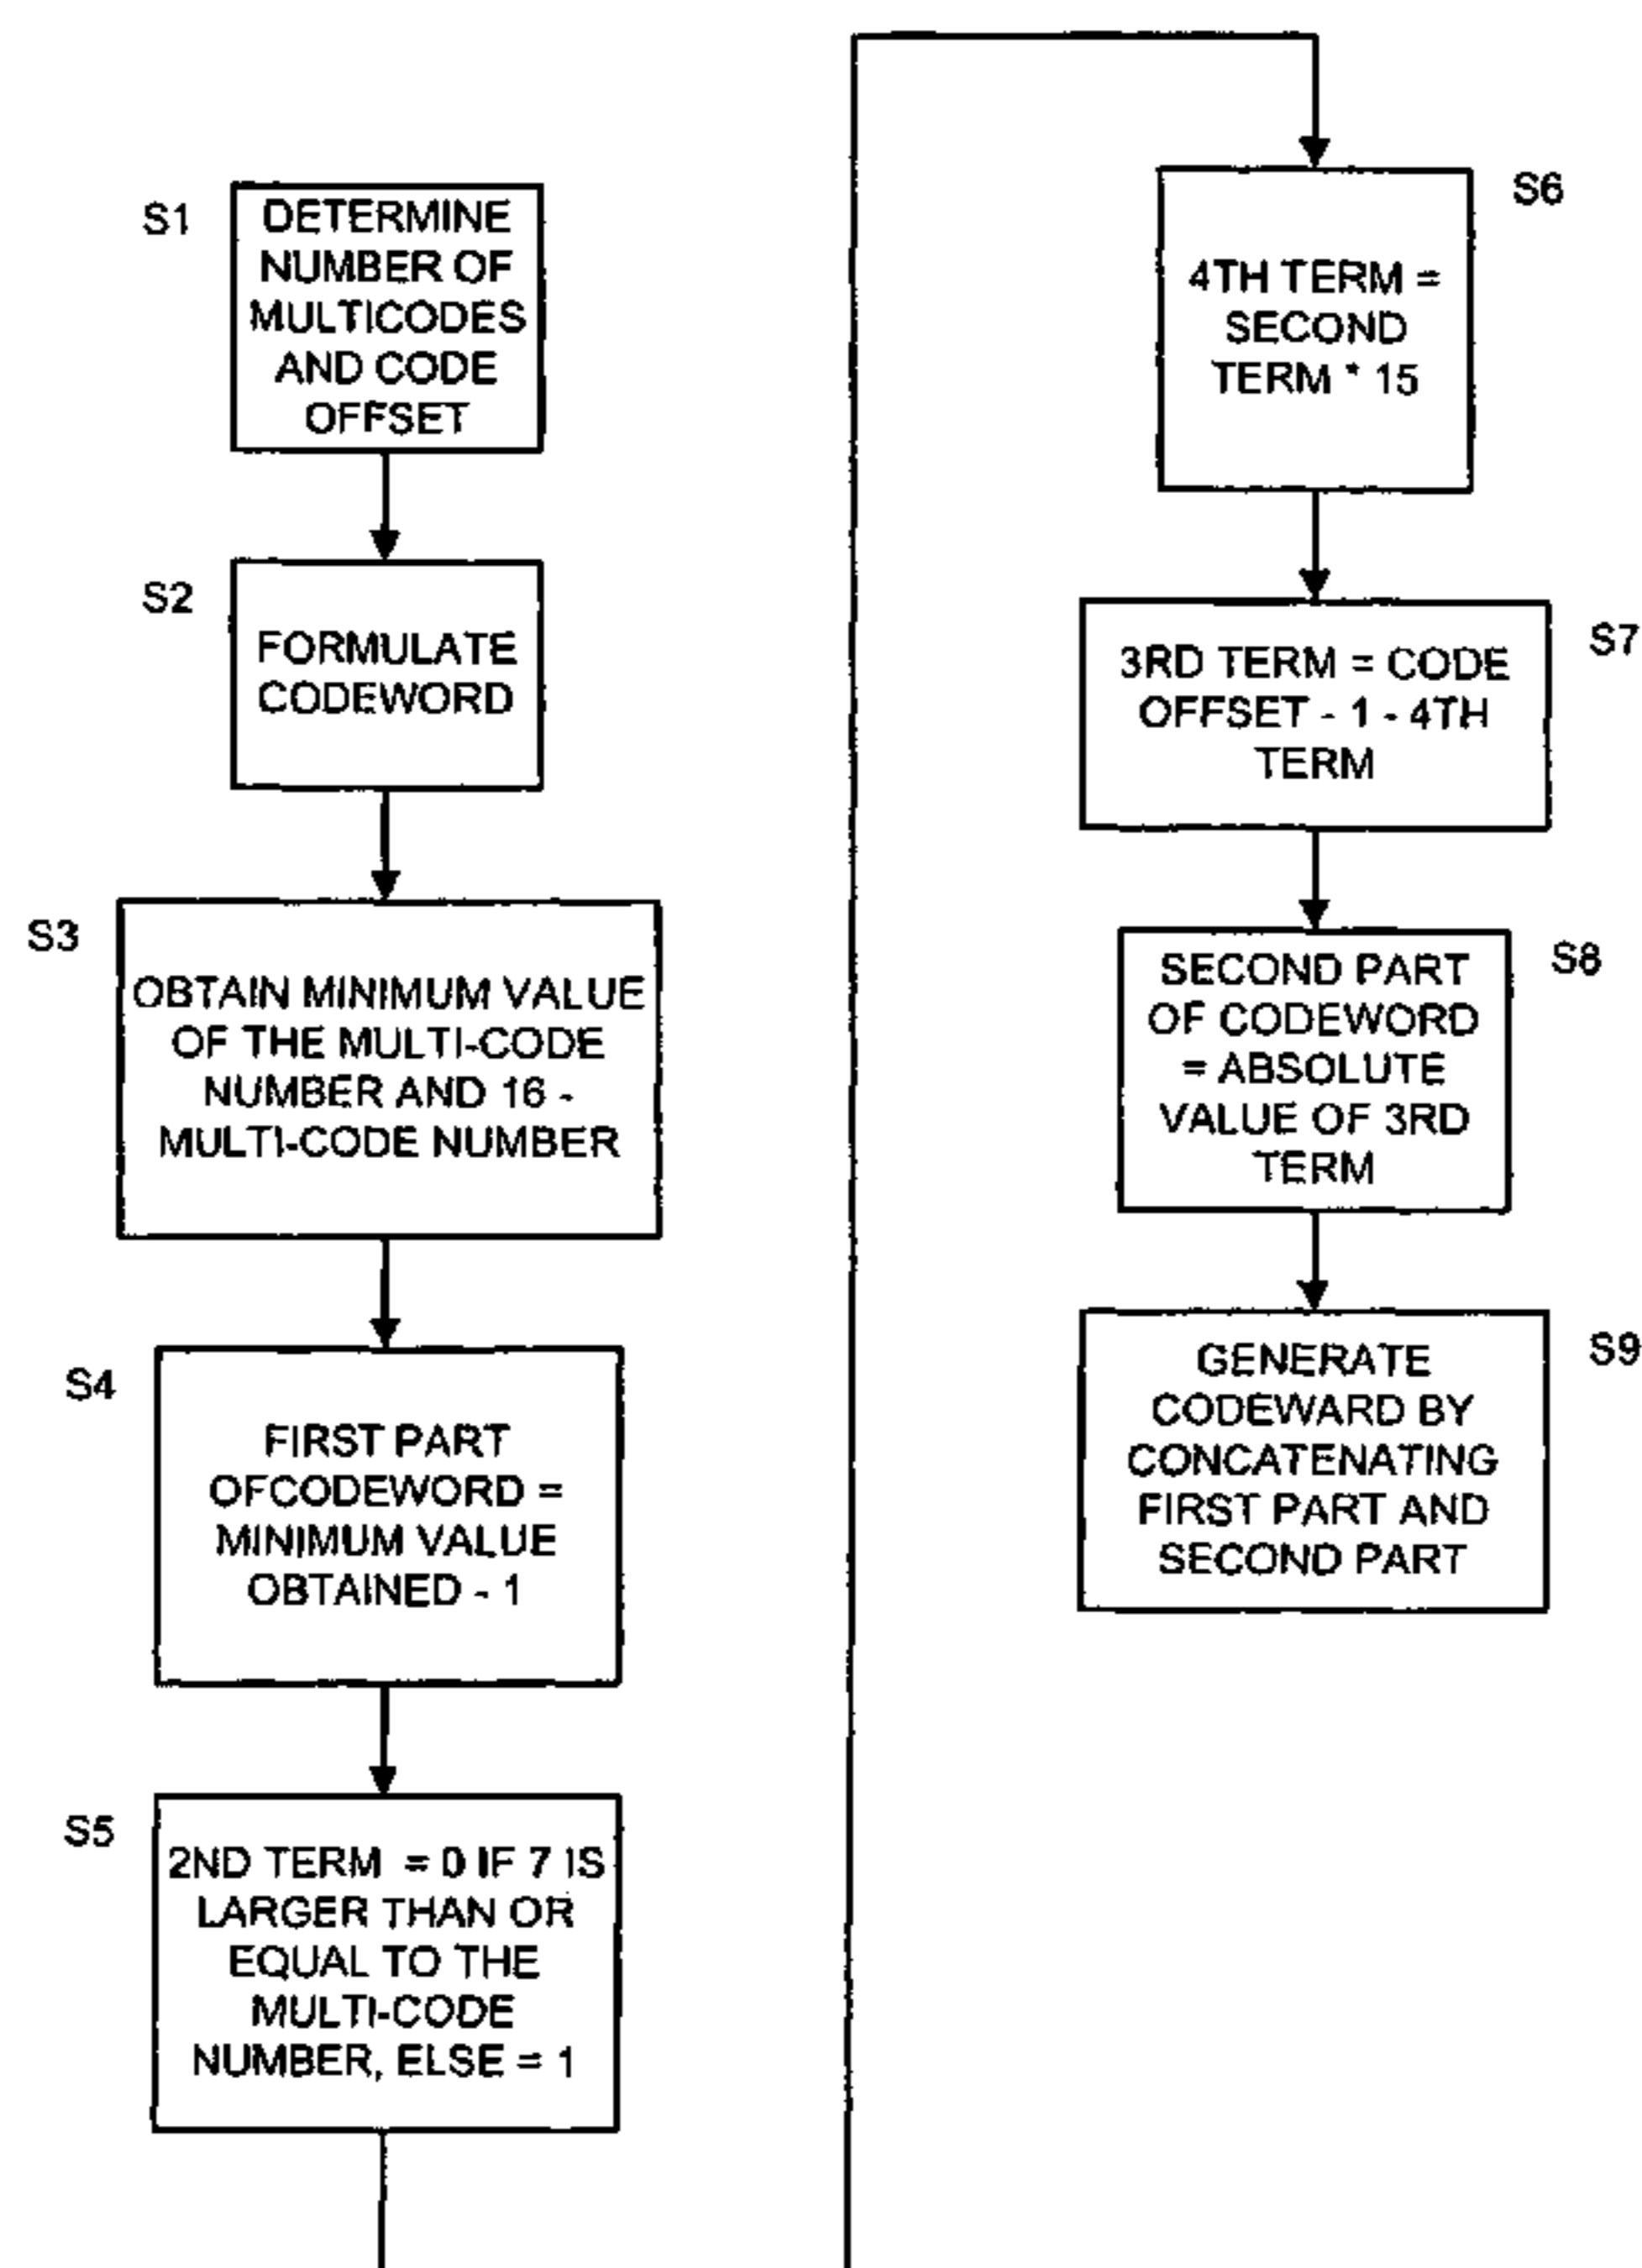 S1
DETERMINE
NUMBER OF
MULTICODES
AND CODE
OFFSET
S2
FORMULATE
CODEWORD
S3
OBTAIN MINIMUM VALUE
OF THE MULTI-CODE
NUMBER AND 16 -
MULTI-CODE NUMBER
S4
FIRST PART
OFCODEWORD =
MINIMUM VALUE
OBTAINED - 1
S5
2ND TERM = 0 IF 7 IS
LARGER THAN OR
EQUAL TO THE
MULTI-CODE
NUMBER, ELSE = 1
S6
4TH TERM =
SECOND
TERM * 15
S7
3RD TERM = CODE
OFFSET - 1 - 4TH
TERM
S8
SECOND PART
OF CODEWORD
= ABSOLUTE
VALUE OF 3RD
TERM
S9
GENERATE
CODEWARD BY
CONCATENATING
FIRST PART AND
SECOND PART